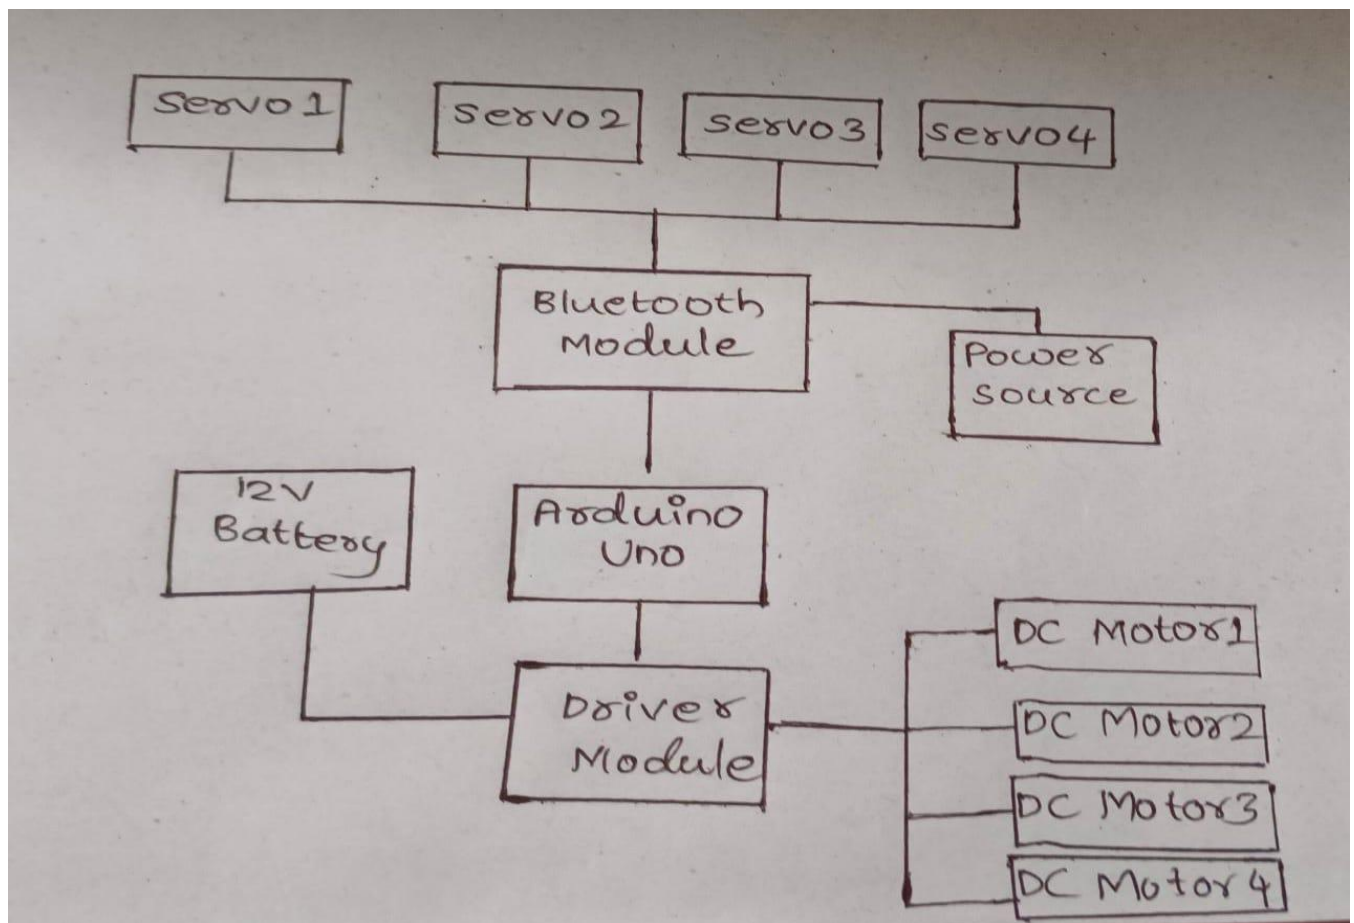 Servo1
Servo2
Servo3
Servo4
Bluetooth
Module
Power
Source
12V
Battery
Arduino
Uno
DC Motor1
Driver
Module
DC Motor2
DC Motor3
DC Motor4